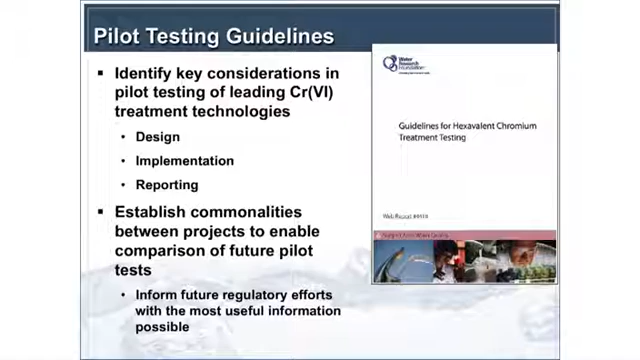 Pilot Testing Guidelines
▪ Identify key considerations in
pilot testing of leading Cr(VI)
treatment technologies
• Design
• Implementation
• Reporting
▪ Establish commonalities
between projects to enable
comparison of future pilot
tests
• Inform future regulatory efforts
with the most useful information
possible
Water
Research
Foundation
Guidelines for Hexavalent Chromium
Treatment Testing
Web Report